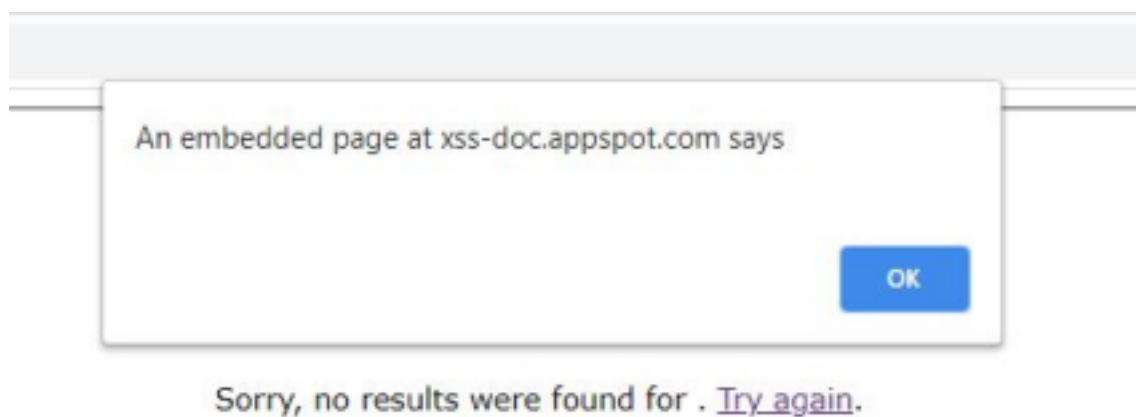 An embedded page at xss-doc.appspot.com says
OK
Sorry, no results were found for . Try again.